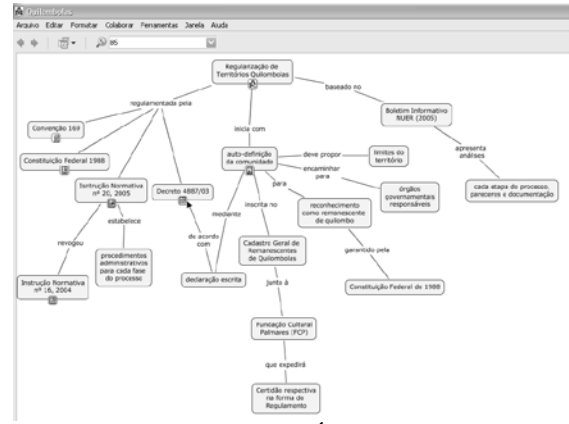 Quilombolas
Arquivo Editar Formatar Colaborar Ferramentas Janela Ajuda
85
Regularização de
Territórios Quilombolas
regulamentada pela
baseado no
Boletim Informativo
NUER (2005)
Convenção 169
inicia com
apresenta
análises
Constituição Federal 1988
auto-definição
da comunidade
deve propor
limites do
território
encaminhar
para
Instrução Normativa
nº 20, 2005
Decreto 4887/03
para
órgãos
governamentais
responsáveis
cada etapa do processo,
pareceres e documentação
estabelece
mediante
inscrita no
reconhecimento
como remanescente
de quilombo
revogou
de acordo
com
Cadastro Geral de
Remanescentes
de Quilombolas
garantido pela
procedimentos
administrativos
para cada fase
do processo
declaração escrita
Instrução Normativa
nº 16, 2004
junto à
Constituição Federal de 1988
Fundação Cultural
Palmares (FCP)
que expedirá
Certidão respectiva
na forma do
Regulamento